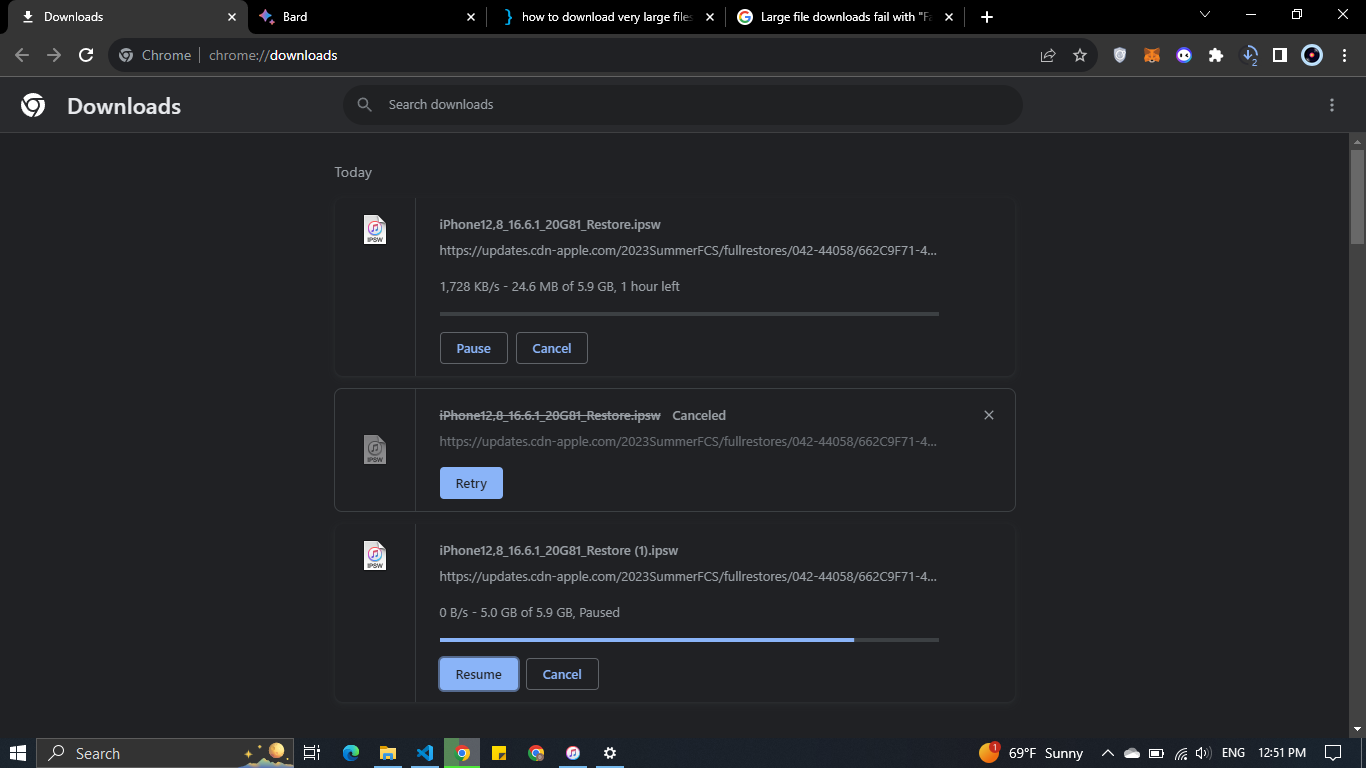 Downloads
Bard
how to download very large files
Large file downloads fail with "Fa
Chrome
chrome://downloads
2
Downloads
Search downloads
Today
IPSW
iPhone12,8_16.6.1_20G81_Restore.ipsw
https://updates.cdn-apple.com/2023SummerFCS/fullrestores/042-44058/662C9F71-4...
1,728 KB/s - 24.6 MB of 5.9 GB, 1 hour left
Pause
Cancel
iPhone12,8_16.6.1_20G81_Restore.ipsw Canceled
https://updates.cdn-apple.com/2023SummerFCS/fullrestores/042-44058/662C9F71-4...
IPSW
Retry
iPhone12,8_16.6.1_20G81_Restore (1).ipsw
IPSW
https://updates.cdn-apple.com/2023SummerFCS/fullrestores/042-44058/662C9F71-4...
0 B/s - 5.0 GB of 5.9 GB, Paused
Resume
Cancel
Search
1
69°F Sunny
ENG
12:51 PM